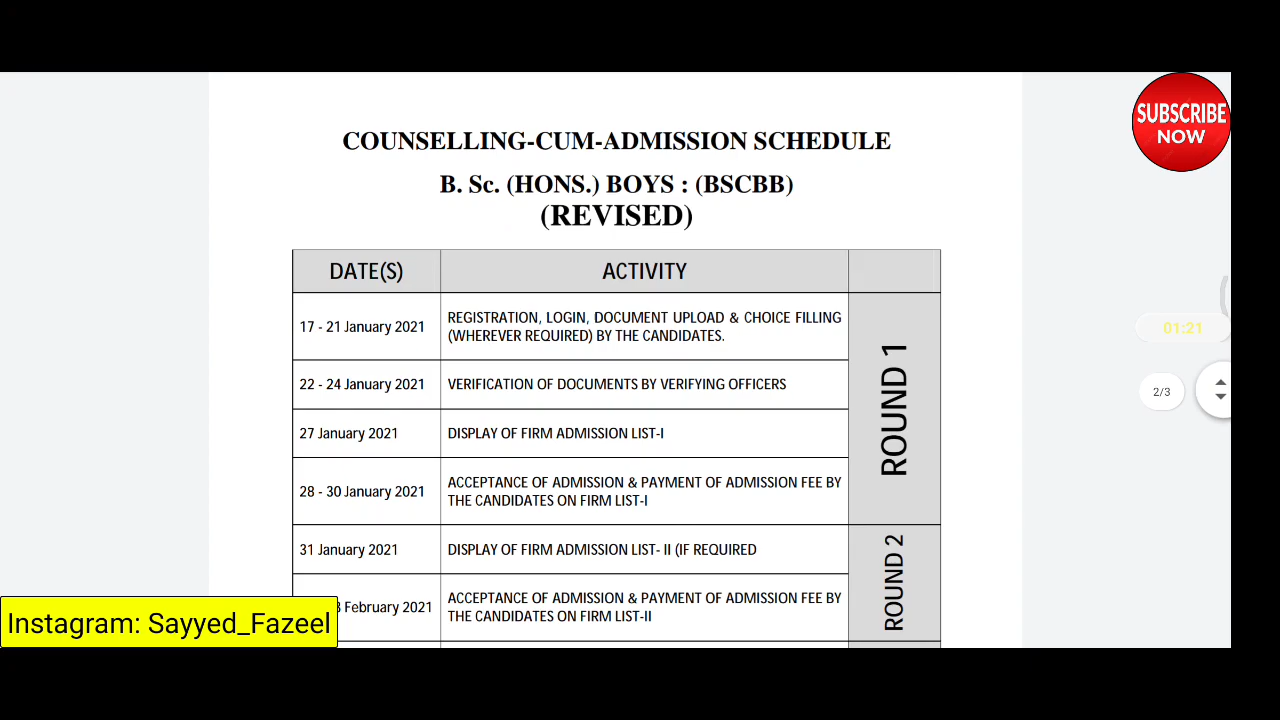 SUBSCRIBE
NOW
COUNSELLING-CUM-ADMISSION SCHEDULE
B. Sc. (HONS.) BOYS : (BSCBB)
(REVISED)
DATE(S) ACTIVITY
17 - 21 January 2021
REGISTRATION, LOGIN, DOCUMENT UPLOAD & CHOICE FILLING
(WHEREVER REQUIRED) BY THE CANDIDATES.
ROUND 1
22 - 24 January 2021 VERIFICATION OF DOCUMENTS BY VERIFYING OFFICERS
27 January 2021 DISPLAY OF FIRM ADMISSION LIST-I
28 - 30 January 2021
ACCEPTANCE OF ADMISSION & PAYMENT OF ADMISSION FEE BY
THE CANDIDATES ON FIRM LIST-I
31 January 2021 DISPLAY OF FIRM ADMISSION LIST- II (IF REQUIRED
ROUND 2
February 2021
ACCEPTANCE OF ADMISSION & PAYMENT OF ADMISSION FEE BY
THE CANDIDATES ON FIRM LIST-II
01:21
2/3
Instagram: Sayyed_Fazeel